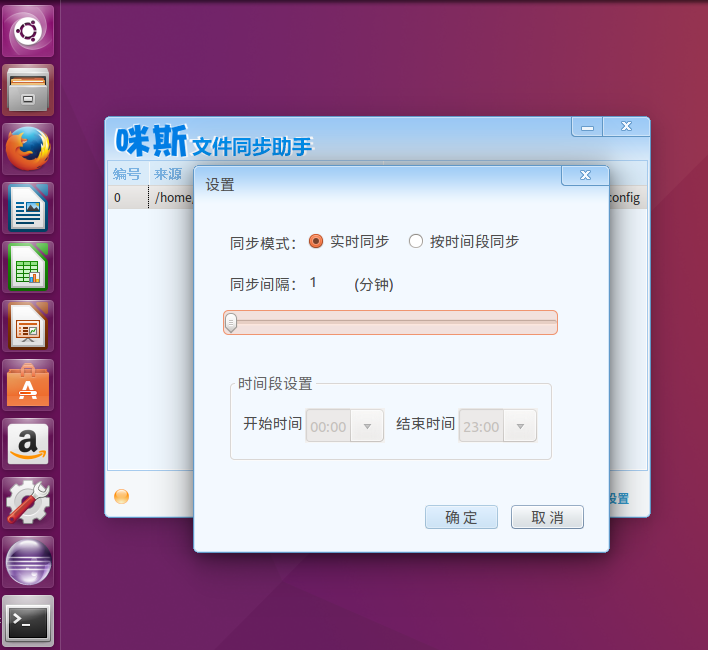 咪斯 文件同步助手
编号 来源
0 /home/
config
设置
同步模式： 实时同步 按时间段同步
同步间隔： 1 (分钟)
时间段设置
开始时间 00:00 结束时间 23:00
设置
确 定 取 消